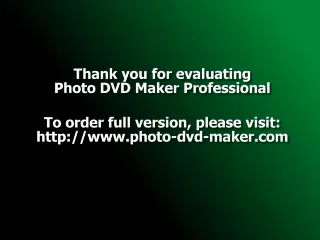 Thank you for evaluating
Photo DVD Maker Professional
To order full version, please visit:
http://www.photo-dvd-maker.com